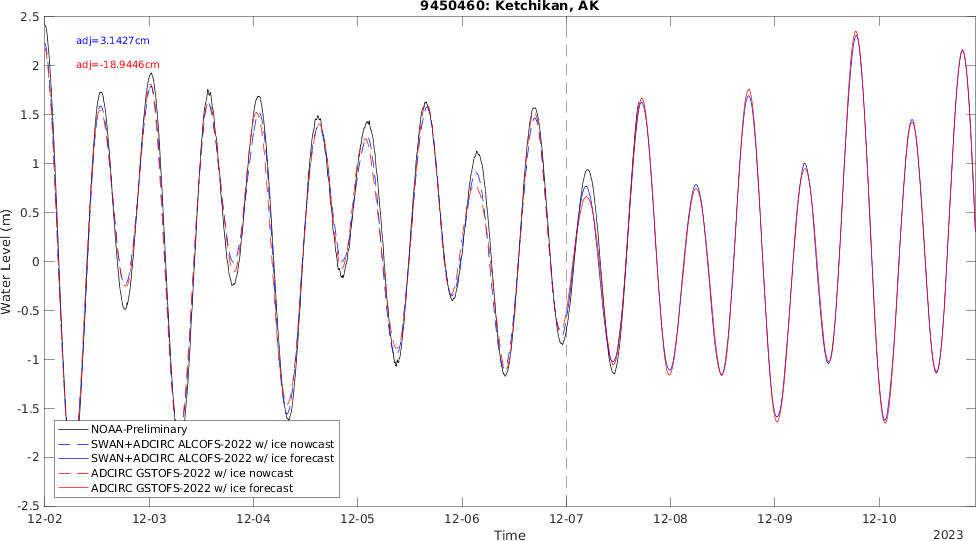 9450460: Ketchikan, AK
adj=3.1427cm
adj=-18.9446cm
2.5
2
1.5
1
0.5
0
-0.5
-1
-1.5
-2
-2.5
Water Level (m)
NOAA-Preliminary
SWAN+ADCIRC ALCOFS-2022 w/ ice nowcast
SWAN+ADCIRC ALCOFS-2022 w/ ice forecast
ADCIRC GSTOFS-2022 w/ ice nowcast
ADCIRC GSTOFS-2022 w/ ice forecast
12-02 12-03 12-04 12-05 12-06 12-07 12-08 12-09 12-10
Time
2023